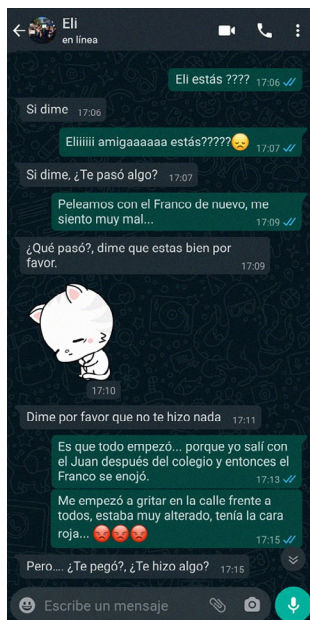 Eli
en línea
Eli estás ???? 17:06
Si dime 17:06
Eliiiiii amigaaaaaa estás?????😞 17:07
Si dime, ¿Te pasó algo? 17:07
Peleamos con el Franco de nuevo, me
siento muy mal...
17:09
¿Qué pasó?, dime que estas bien por
favor.
17:09
17:10
Dime por favor que no te hizo nada 17:11
Es que todo empezó... porque yo salí con
el Juan después del colegio y entonces el
Franco se enojó.
17:13
Me empezó a gritar en la calle frente a
todos, estaba muy alterado, tenía la cara
roja... 😡😡😡
17:15
Pero.... ¿Te pegó?, ¿Te hizo algo? 17:15
Escribe un mensaje